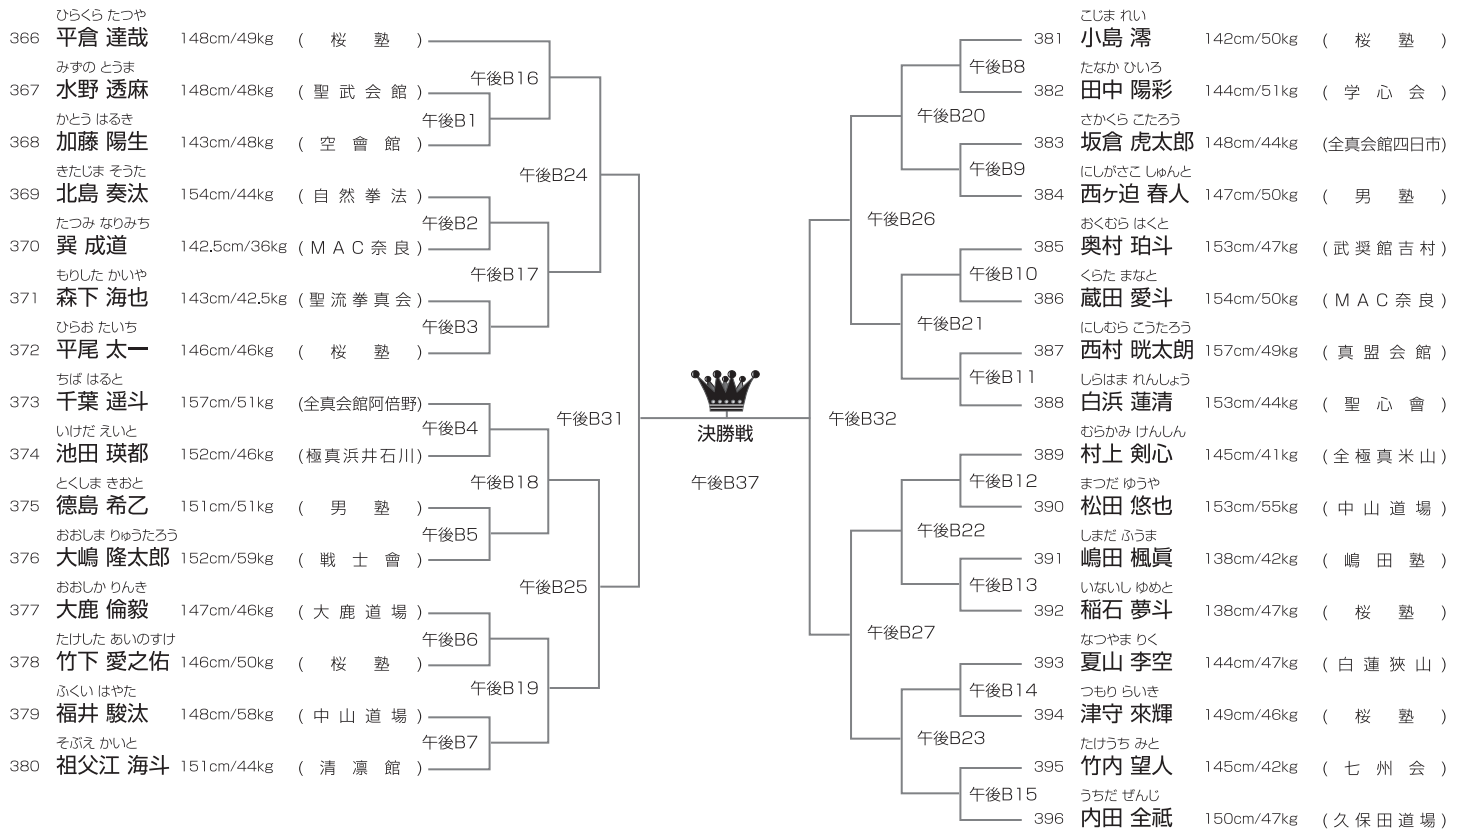 ひらくら たつや
366 平倉 達哉 148cm/49kg ( 桜 塾 )
みずの とうま
367 水野 透麻 148cm/48kg ( 聖武会館 )
かとう はるき
368 加藤 陽生 143cm/48kg ( 空 會 館 )
きたじま そうた
369 北島 奏汰 154cm/44kg ( 自然拳法 )
たつみ なりみち
370 巽 成道 142.5cm/36kg ( MAC奈良 )
もりした かいや
371 森下 海也 143cm/42.5kg ( 聖流拳真会 )
ひらお たいち
372 平尾 太一 146cm/46kg ( 桜 塾 )
ちば はると
373 千葉 遥斗 157cm/51kg (全真会館阿倍野)
いけだ えいと
374 池田 瑛都 152cm/46kg (極真浜井石川)
とくしま きおと
375 德島 希乙 151cm/51kg ( 男 塾 )
おおしま りゅうたろう
376 大嶋 隆太郎 152cm/59kg ( 戦 士 會 )
おおしか りんき
377 大鹿 倫毅 147cm/46kg ( 大鹿道場 )
たけした あいのすけ
378 竹下 愛之佑 146cm/50kg ( 桜 塾 )
ふくい はやた
379 福井 駿汰 148cm/58kg ( 中山道場 )
そぶえ かいと
380 祖父江 海斗 151cm/44kg ( 清 凛 館 )
午後B16
午後B1
午後B24
午後B2
午後B17
午後B3
午後B31
午後B4
午後B18
午後B5
午後B25
午後B6
午後B19
午後B7
決勝戦
午後B37
午後B8
午後B20
午後B9
午後B26
午後B10
午後B21
午後B11
午後B32
午後B12
午後B22
午後B13
午後B27
午後B14
午後B23
午後B15
こじま れい
381 小島 澪 142cm/50kg ( 桜 塾 )
たなか ひいろ
382 田中 陽彩 144cm/51kg ( 学 心 会 )
さかくら こたろう
383 坂倉 虎太郎 148cm/44kg (全真会館四日市)
にしがさこ しゅんと
384 西ヶ迫 春人 147cm/50kg ( 男 塾 )
おくむら はくと
385 奥村 珀斗 153cm/47kg ( 武奨館吉村 )
くらた まなと
386 蔵田 愛斗 154cm/50kg ( MAC奈良 )
にしむら こうたろう
387 西村 晄太朗 157cm/49kg ( 真盟会館 )
しらはま れんしょう
388 白浜 蓮清 153cm/44kg ( 聖 心 會 )
むらかみ けんしん
389 村上 剣心 145cm/41kg ( 全極真米山 )
まつだ ゆうや
390 松田 悠也 153cm/55kg ( 中山道場 )
しまだ ふうま
391 嶋田 楓眞 138cm/42kg ( 嶋 田 塾 )
いないし ゆめと
392 稲石 夢斗 138cm/47kg ( 桜 塾 )
なつやま りく
393 夏山 李空 144cm/47kg ( 白蓮狹山 )
つもり らいき
394 津守 來輝 149cm/46kg ( 桜 塾 )
たけうち みと
395 竹内 望人 145cm/42kg ( 七 州 会 )
うちだ ぜんじ
396 内田 全祇 150cm/47kg ( 久保田道場 )